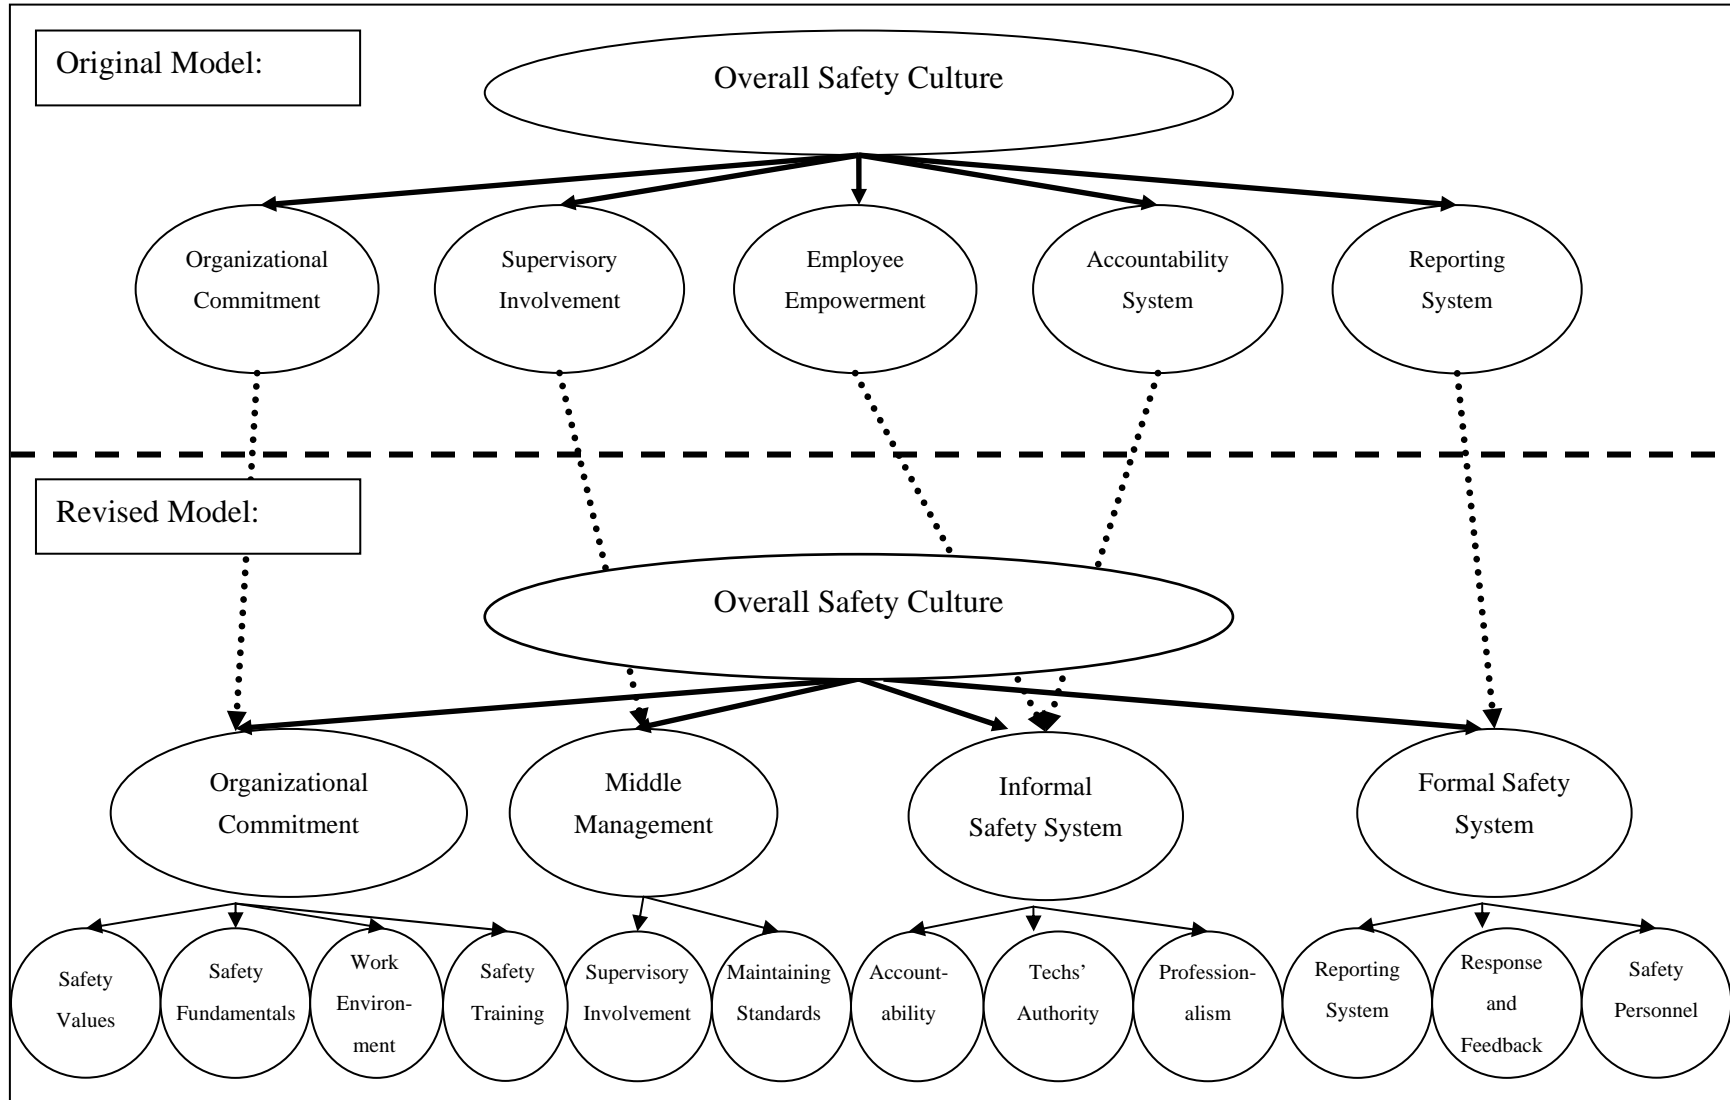 Original Model:
Overall Safety Culture
Organizational
Commitment
Supervisory
Involvement
Employee
Empowerment
Accountability
System
Reporting
System
Revised Model:
Overall Safety Culture
Organizational
Commitment
Middle
Management
Informal
Safety System
Formal Safety
System
Safety
Values
Safety
Fundamentals
Work
Environ-
ment
Safety
Training
Supervisory
Involvement
Maintaining
Standards
Account-
ability
Techs’
Authority
Profession-
alism
Reporting
System
Response
and
Feedback
Safety
Personnel